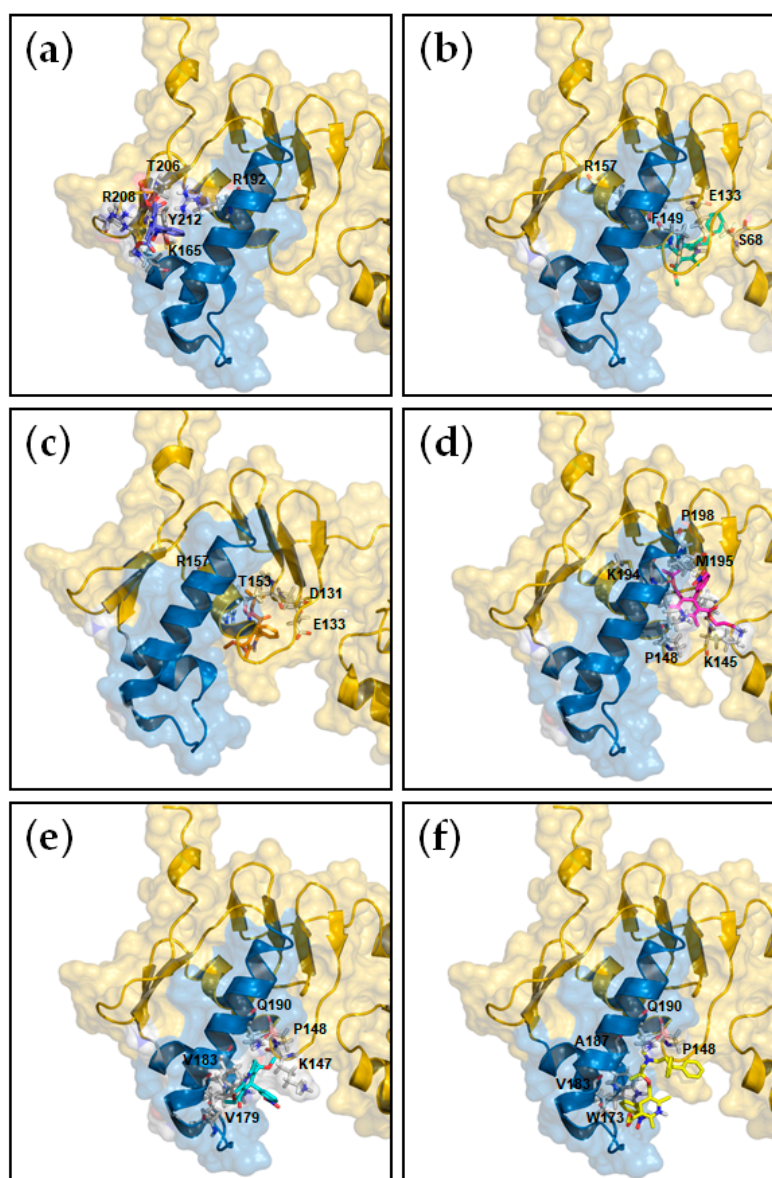 (a)
T206
R208
R192
Y212
K165
(b)
R157
E133
F149
S68
(c)
R157
T153
D131
E133
(d)
P198
M195
K194
P148
K145
(e)
Q190
P148
V183
K147
V179
(f)
Q190
A187
P148
V183
W173